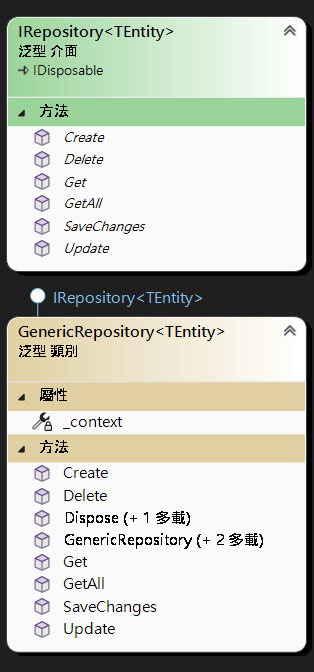 IRepository<TEntity>
泛型 介面
IDisposable
方法
Create
Delete
Get
GetAll
SaveChanges
Update
IRepository<TEntity>
GenericRepository<TEntity>
泛型 類別
屬性
_context
方法
Create
Delete
Dispose (+ 1 多載)
GenericRepository (+ 2 多載)
Get
GetAll
SaveChanges
Update